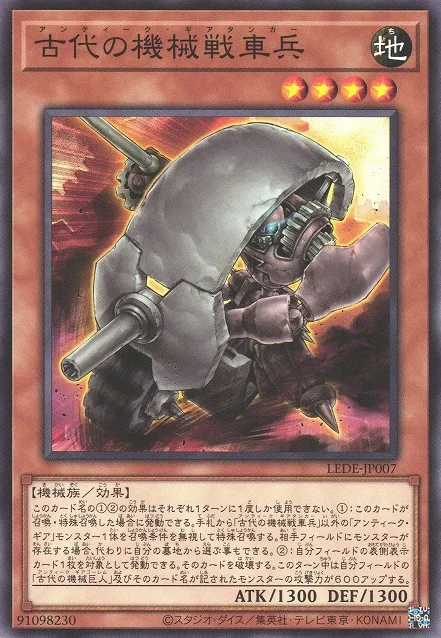 アンティーク・ギアタンカー
古代の機械戦車兵
地
LEDE-JP007
【機械族/効果】
このカード名の①②の効果はそれぞれ1ターンに1度しか使用できない。①：このカードが
召喚・特殊召喚した場合に発動できる。手札から「古代の機械戦車兵」以外の「アンティーク・
ギア」モンスター1体を召喚条件を無視して特殊召喚する。相手フィールドにモンスターが
存在する場合、代わりに自分の墓地から選ぶ事もできる。②：自分フィールドの表側表示
カード1枚を対象として発動できる。そのカードを破壊する。このターン中は自分フィールドの
「古代の機械巨人」及びそのカード名が記されたモンスターの攻撃力が600アップする。
ATK/1300 DEF/1300
91098230 ©スタジオ・ダイス/集英社・テレビ東京・KONAMI